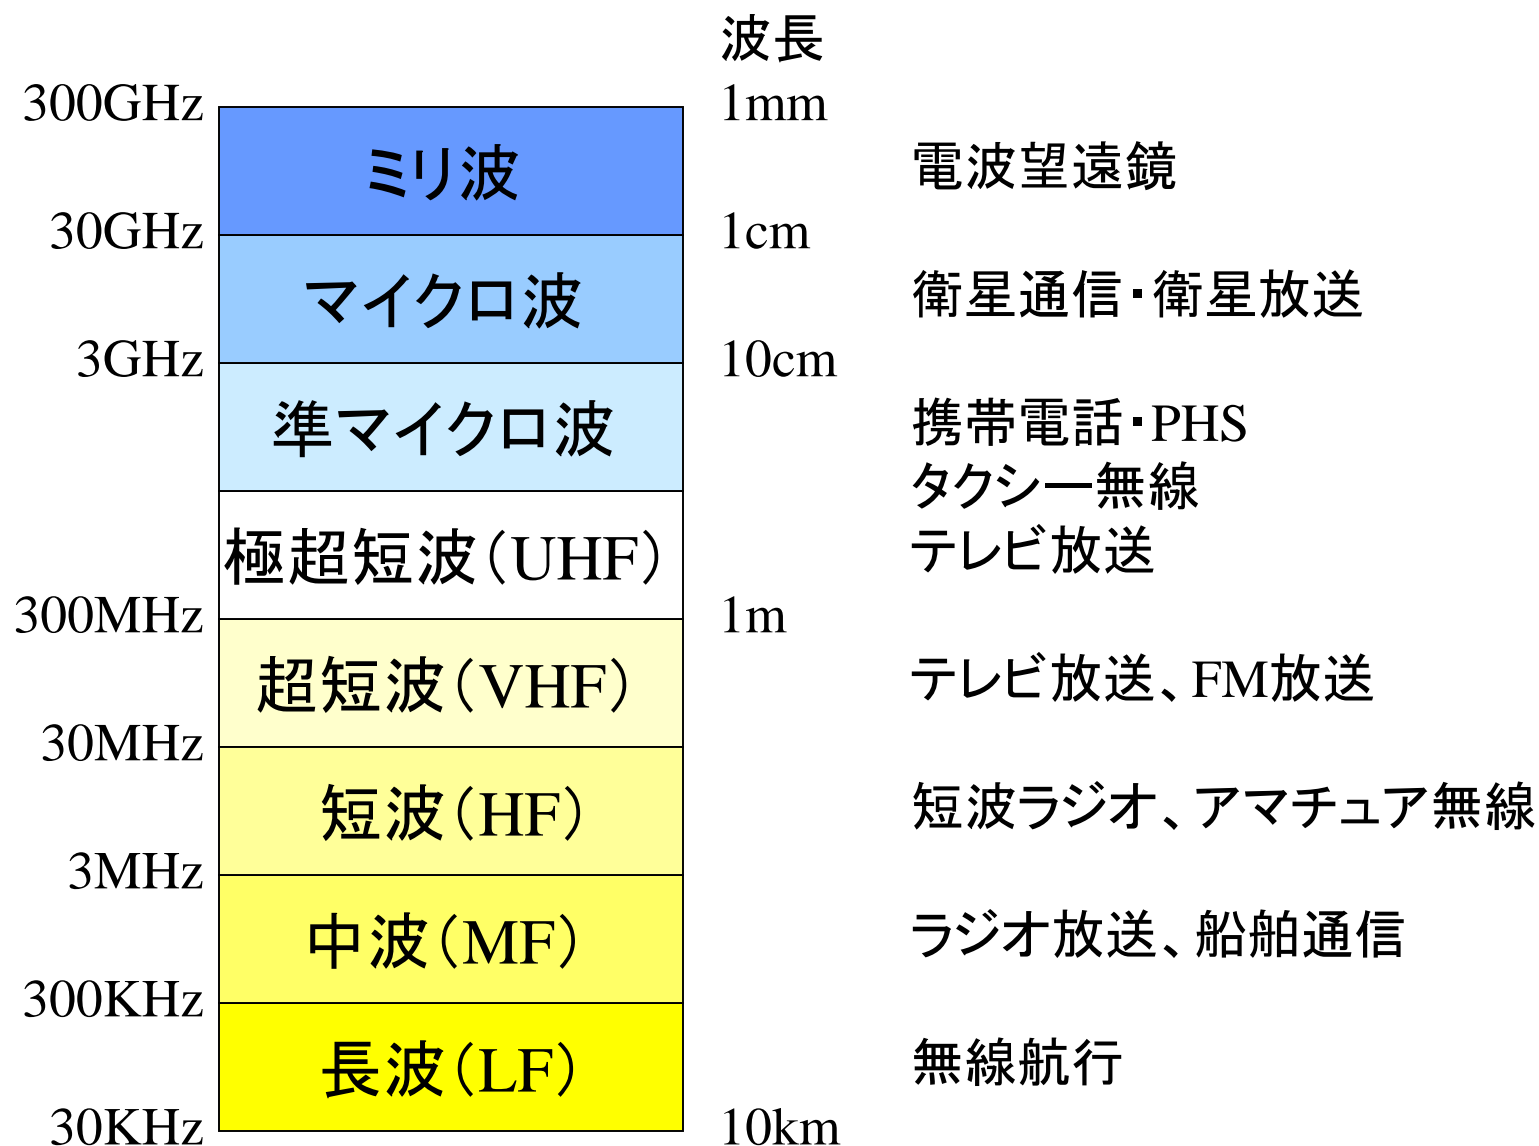 波長
300GHz 1mm
ミリ波 電波望遠鏡
30GHz 1cm
マイクロ波 衛星通信・衛星放送
3GHz 10cm
準マイクロ波 携帯電話・PHS
タクシー無線
極超短波(UHF) テレビ放送
300MHz 1m
超短波(VHF) テレビ放送、FM放送
30MHz
短波(HF) 短波ラジオ、アマチュア無線
3MHz
中波(MF) ラジオ放送、船舶通信
300KHz
長波(LF) 無線航行
30KHz 10km